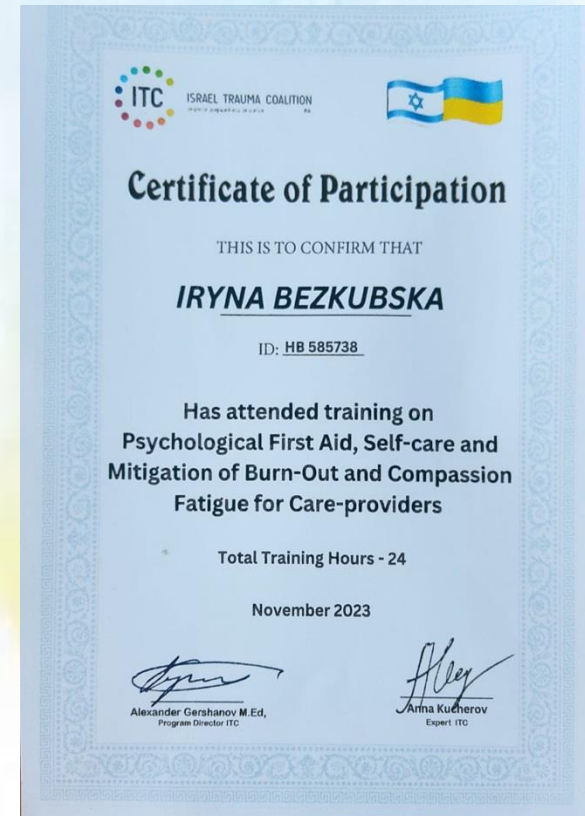 ITC ISRAEL TRAUMA COALITION
Certificate of Participation
THIS IS TO CONFIRM THAT
IRYNA BEZKUBSKA
ID: HB 585738
Has attended training on
Psychological First Aid, Self-care and
Mitigation of Burn-Out and Compassion
Fatigue for Care-providers
Total Training Hours - 24
November 2023
Alexander Gershanov M.Ed,
Program Director ITC
Anna Kucherov
Expert ITC